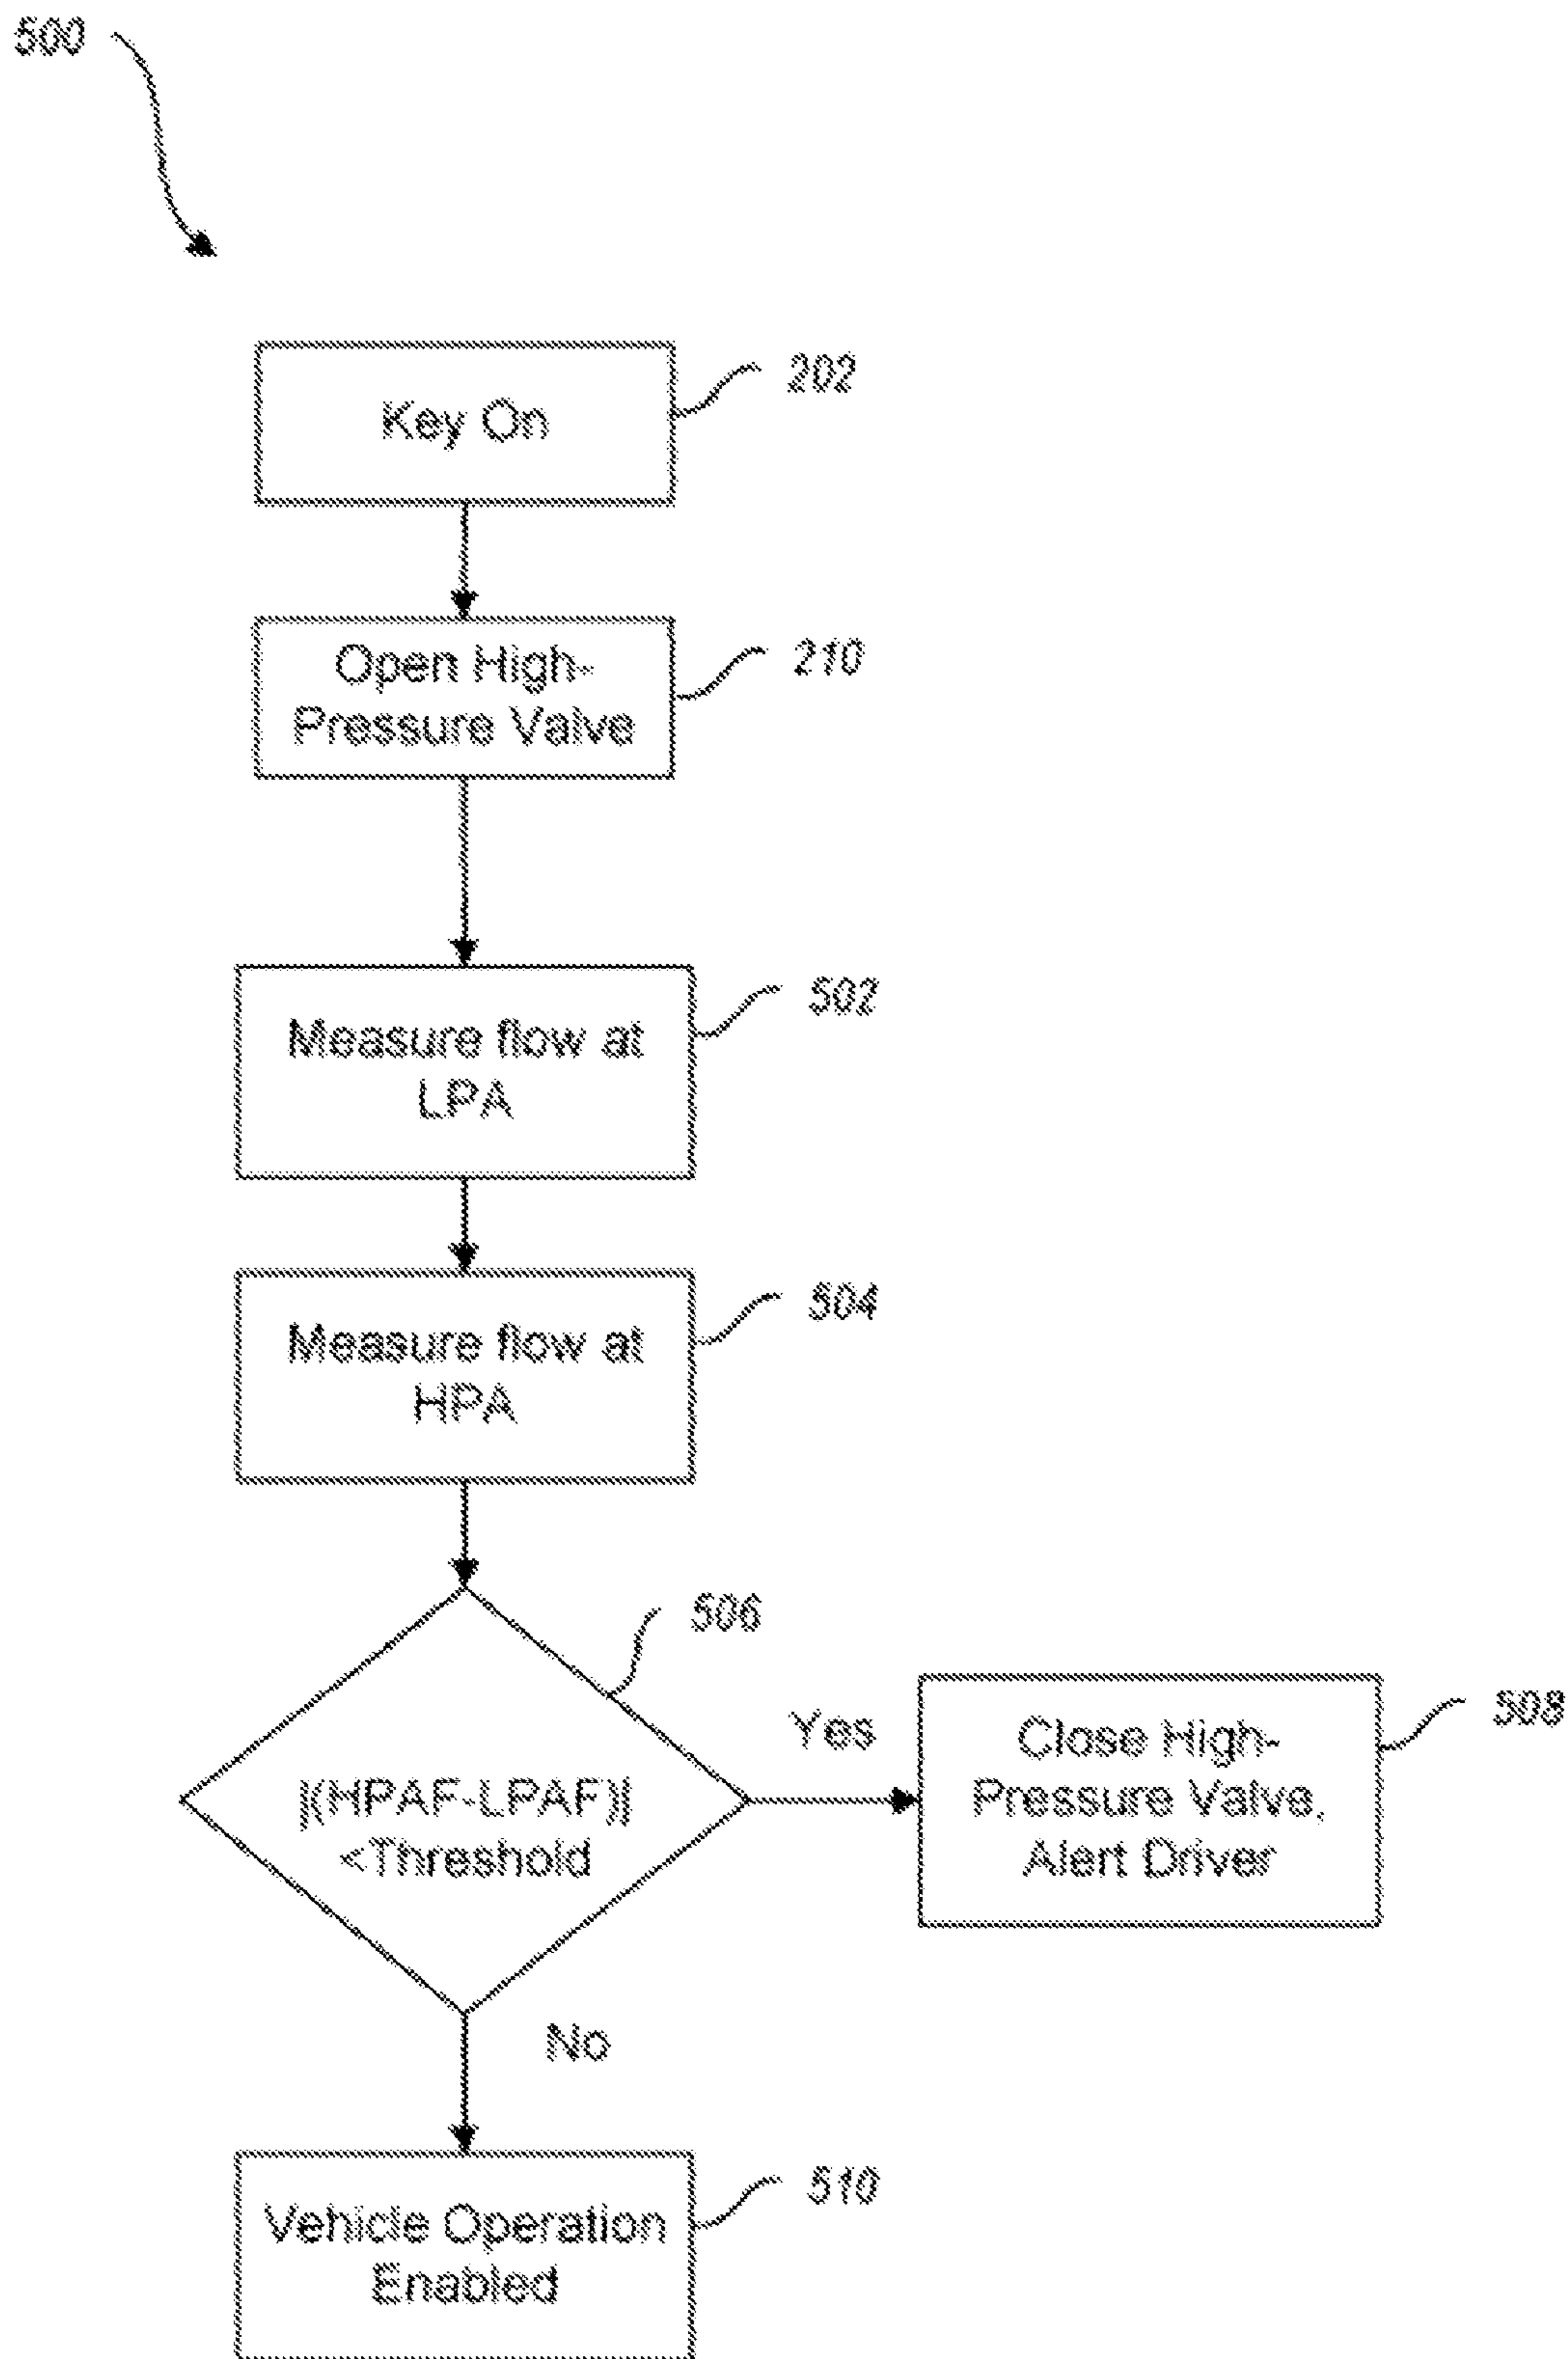 500
Key On
202
Open High-
Pressure Valve
210
Measure flow at
LPA
502
Measure flow at
HPA
504
|(HPAF-LPAF)|
<Threshold
506
Yes
Close High-
Pressure Valve,
Alert Driver
508
No
Vehicle Operation
Enabled
510